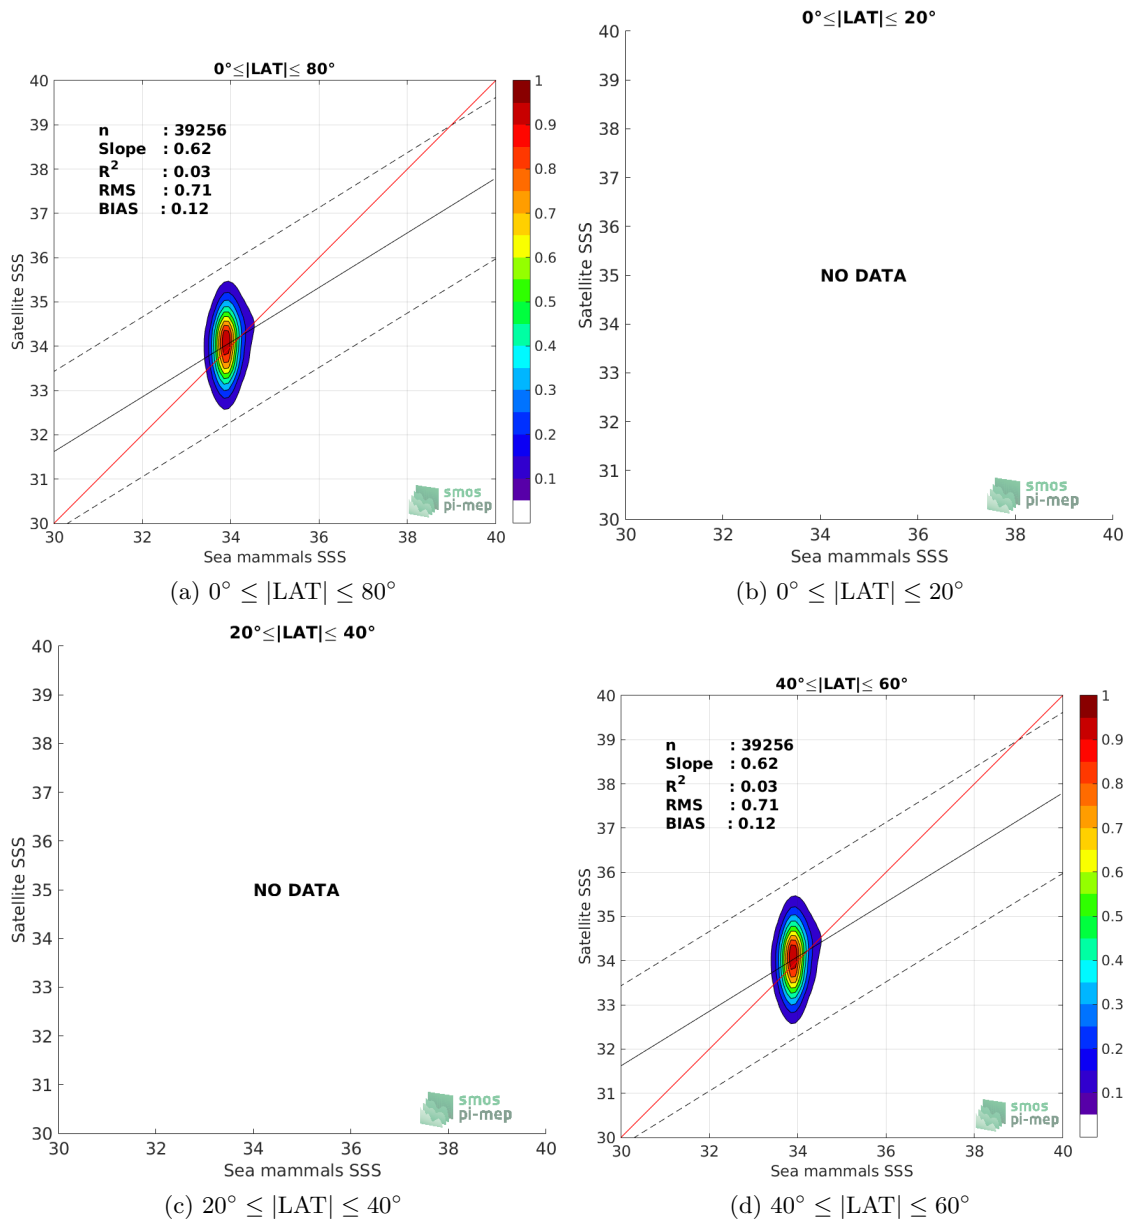 0°≤|LAT|≤ 80°
40
39
38
37
36
35
34
33
32
31
30
Satellite SSS
n : 39256
Slope : 0.62
R² : 0.03
RMS : 0.71
BIAS : 0.12
1
0.9
0.8
0.7
0.6
0.5
0.4
0.3
0.2
0.1
smos
pi-mep
30 32 34 36 38 40
Sea mammals SSS
(a) 0° ≤ |LAT| ≤ 80°
0°≤|LAT|≤ 20°
40
39
38
37
36
35
34
33
32
31
30
Satellite SSS
NO DATA
smos
pi-mep
30 32 34 36 38 40
Sea mammals SSS
(b) 0° ≤ |LAT| ≤ 20°
20°≤|LAT|≤ 40°
40
39
38
37
36
35
34
33
32
31
30
Satellite SSS
NO DATA
smos
pi-mep
30 32 34 36 38 40
Sea mammals SSS
(c) 20° ≤ |LAT| ≤ 40°
40°≤|LAT|≤ 60°
40
39
38
37
36
35
34
33
32
31
30
Satellite SSS
n : 39256
Slope : 0.62
R² : 0.03
RMS : 0.71
BIAS : 0.12
1
0.9
0.8
0.7
0.6
0.5
0.4
0.3
0.2
0.1
smos
pi-mep
30 32 34 36 38 40
Sea mammals SSS
(d) 40° ≤ |LAT| ≤ 60°